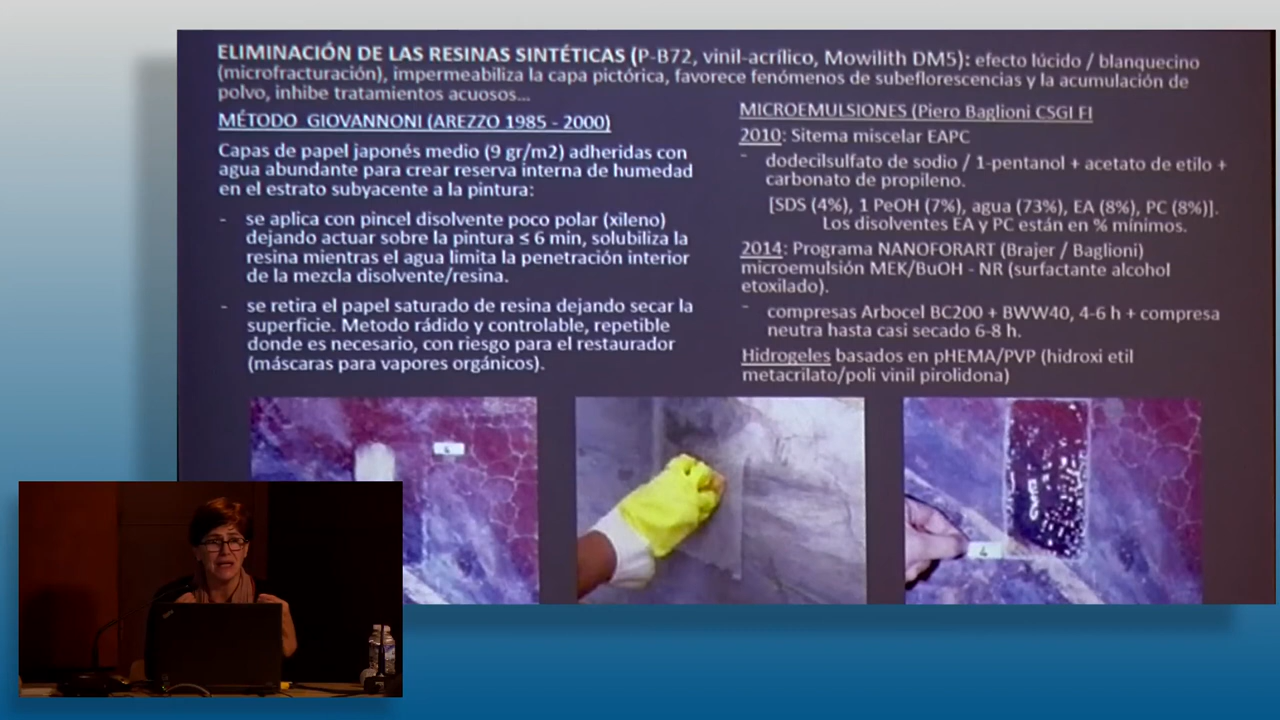 ELIMINACIÓN DE LAS RESINAS SINTÉTICAS (P-B72, vinil-acrílico, Mowilith DM5): efecto lúcido / blanquecino
(microfracturación), impermeabiliza la capa pictórica, favorece fenómenos de subeflorescencias y la acumulación de
polvo, inhibe tratamientos acuosos...
MÉTODO GIOVANNONI (AREZZO 1985 - 2000)
Capas de papel japonés medio (9 gr/m2) adheridas con
agua abundante para crear reserva interna de humedad
en el estrato subyacente a la pintura:
- se aplica con pincel disolvente poco polar (xileno)
dejando actuar sobre la pintura ≤ 6 min, solubiliza la
resina mientras el agua limita la penetración interior
de la mezcla disolvente/resina.
- se retira el papel saturado de resina dejando secar la
superficie. Metodo rádido y controlable, repetible
donde es necesario, con riesgo para el restaurador
(máscaras para vapores orgánicos).
MICROEMULSIONES (Piero Baglioni CSGI FI
2010: Sitema miscelar EAPC
- dodecilsulfato de sodio / 1-pentanol + acetato de etilo +
carbonato de propileno.
[SDS (4%), 1 PeOH (7%), agua (73%), EA (8%), PC (8%)].
Los disolventes EA y PC están en % mínimos.
2014: Programa NANOFORART (Brajer / Baglioni)
microemulsión MEK/BuOH - NR (surfactante alcohol
etoxilado).
- compresas Arbocel BC200 + BWW40, 4-6 h + compresa
neutra hasta casi secado 6-8 h.
Hidrogeles basados en pHEMA/PVP (hidroxi etil
metacrilato/poli vinil pirolidona)
4
4